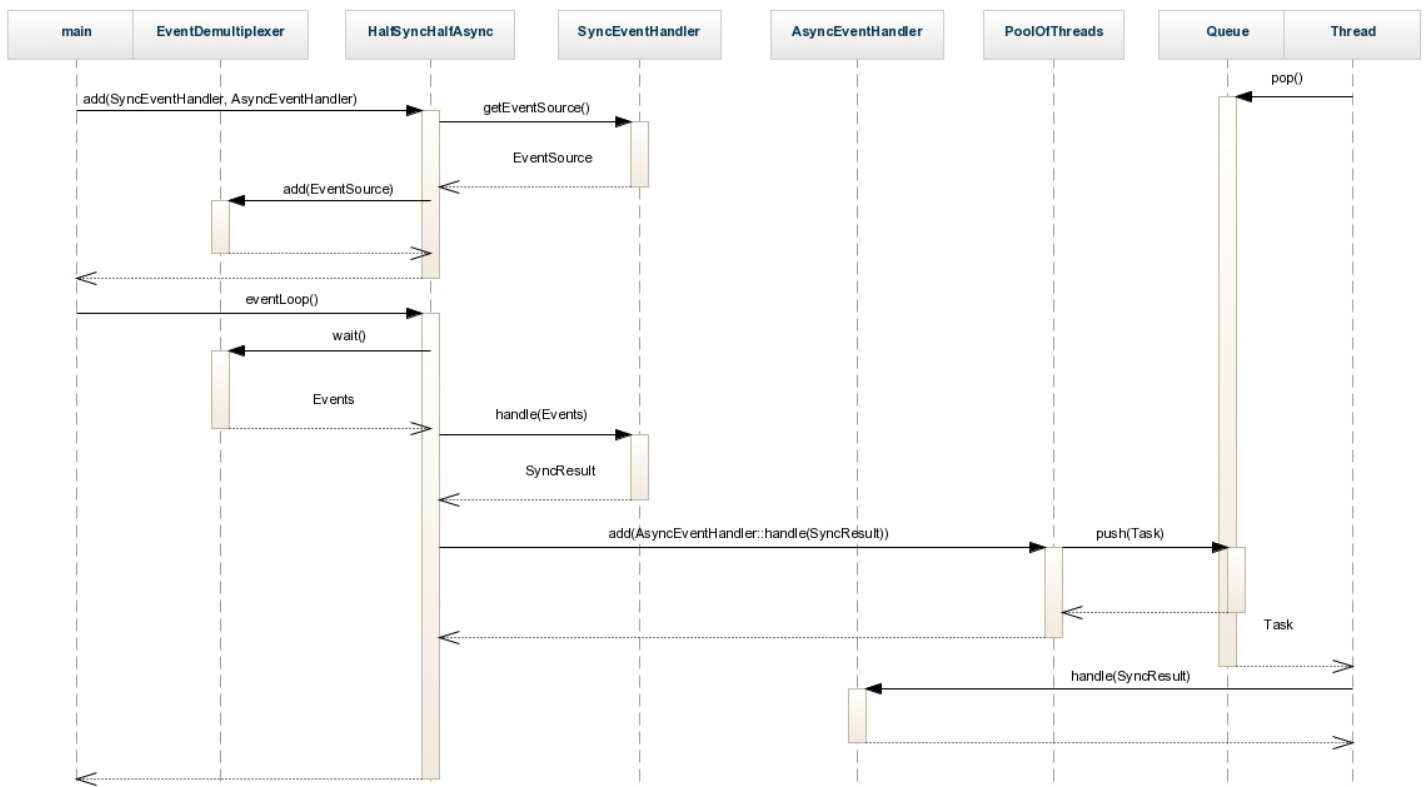 main
EventDemultiplexer
HalfSyncHalfAsync
SyncEventHandler
AsyncEventHandler
PoolOfThreads
Queue
Thread
pop()
add(SyncEventHandler, AsyncEventHandler)
getEventSource()
EventSource
add(EventSource)
eventLoop()
wait()
Events
handle(Events)
SyncResult
add(AsyncEventHandler::handle(SyncResult))
push(Task)
Task
handle(SyncResult)